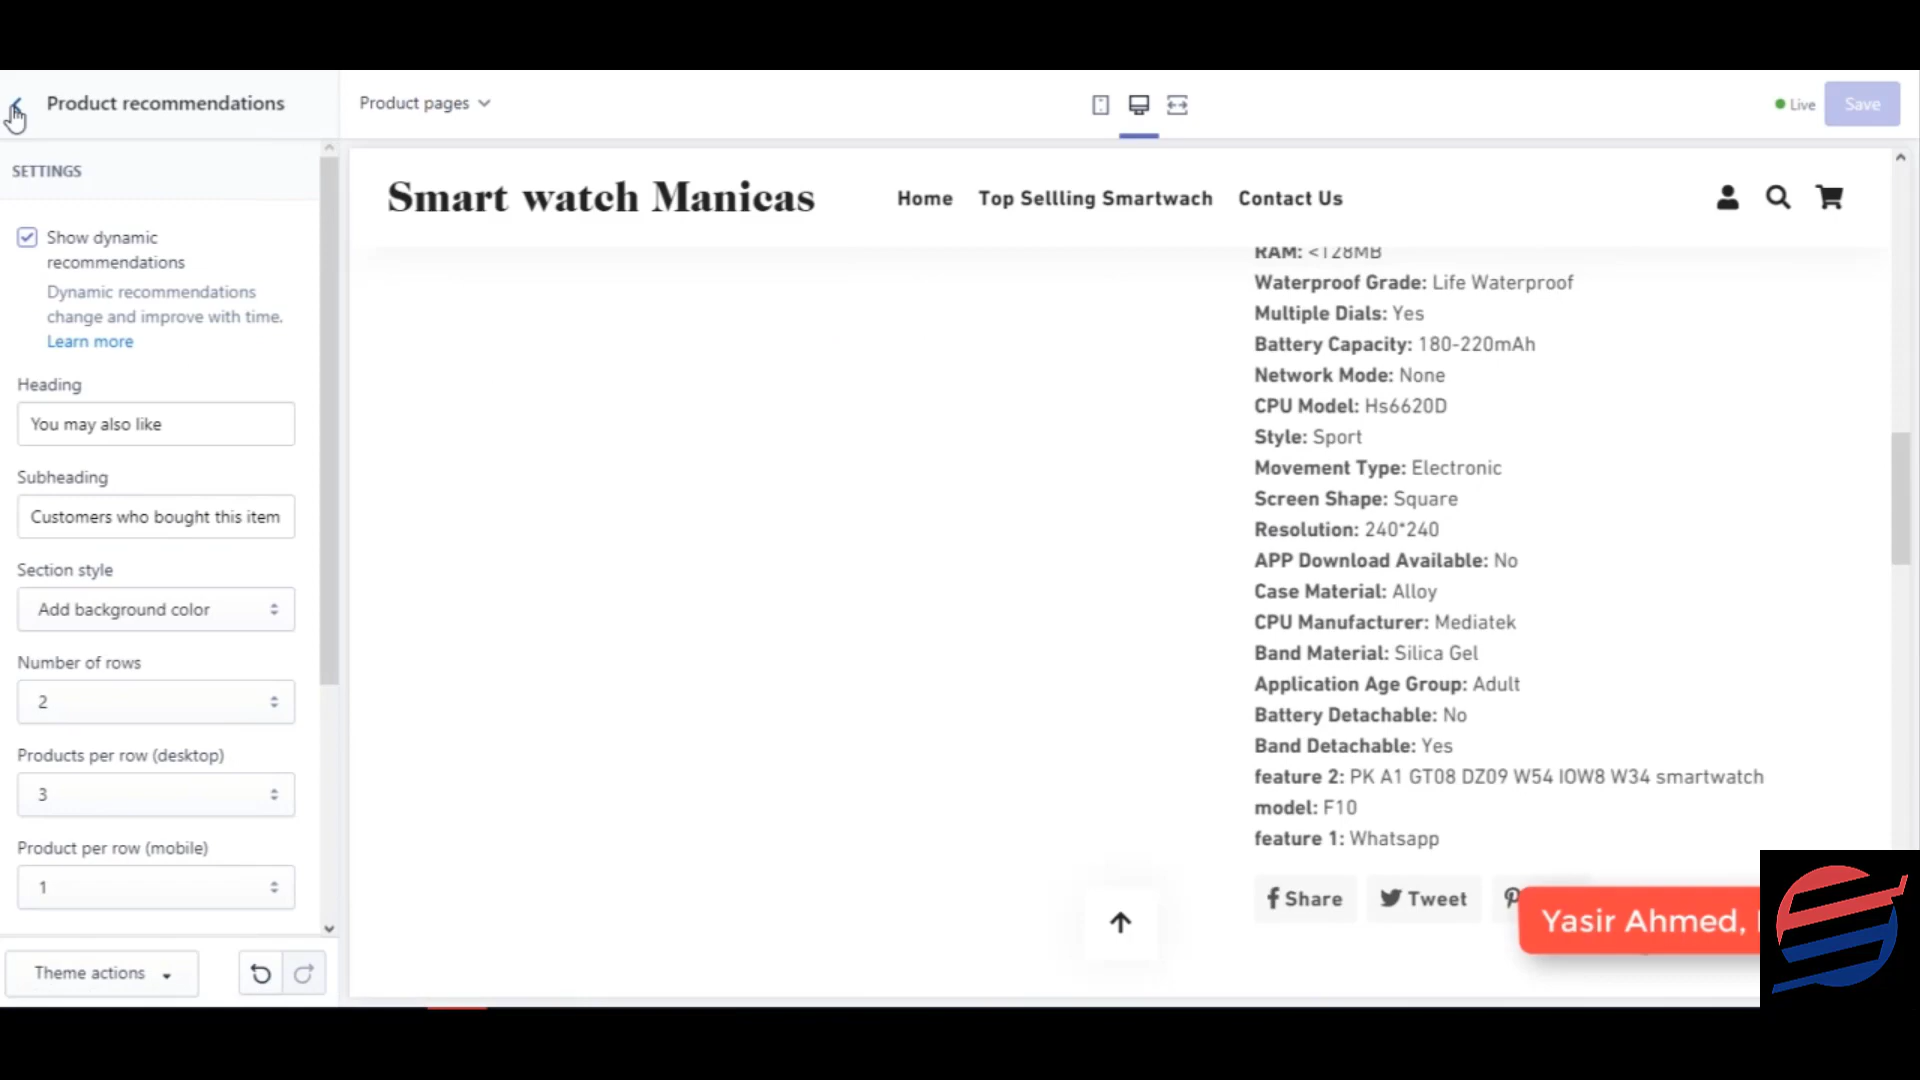 Product recommendations
Product pages
Live
Save
SETTINGS
Show dynamic
recommendations
Dynamic recommendations
change and improve with time.
Learn more
Heading
You may also like
Subheading
Customers who bought this item
Section style
Add background color
Number of rows
2
Products per row (desktop)
3
Product per row (mobile)
1
Theme actions
Smart watch Manicas
Home
Top Sellling Smartwach
Contact Us
RAM: <128MB
Waterproof Grade: Life Waterproof
Multiple Dials: Yes
Battery Capacity: 180-220mAh
Network Mode: None
CPU Model: Hs6620D
Style: Sport
Movement Type: Electronic
Screen Shape: Square
Resolution: 240*240
APP Download Available: No
Case Material: Alloy
CPU Manufacturer: Mediatek
Band Material: Silica Gel
Application Age Group: Adult
Battery Detachable: No
Band Detachable: Yes
feature 2: PK A1 GT08 DZ09 W54 IOW8 W34 smartwatch
model: F10
feature 1: Whatsapp
Share
Tweet
Yasir Ahmed,